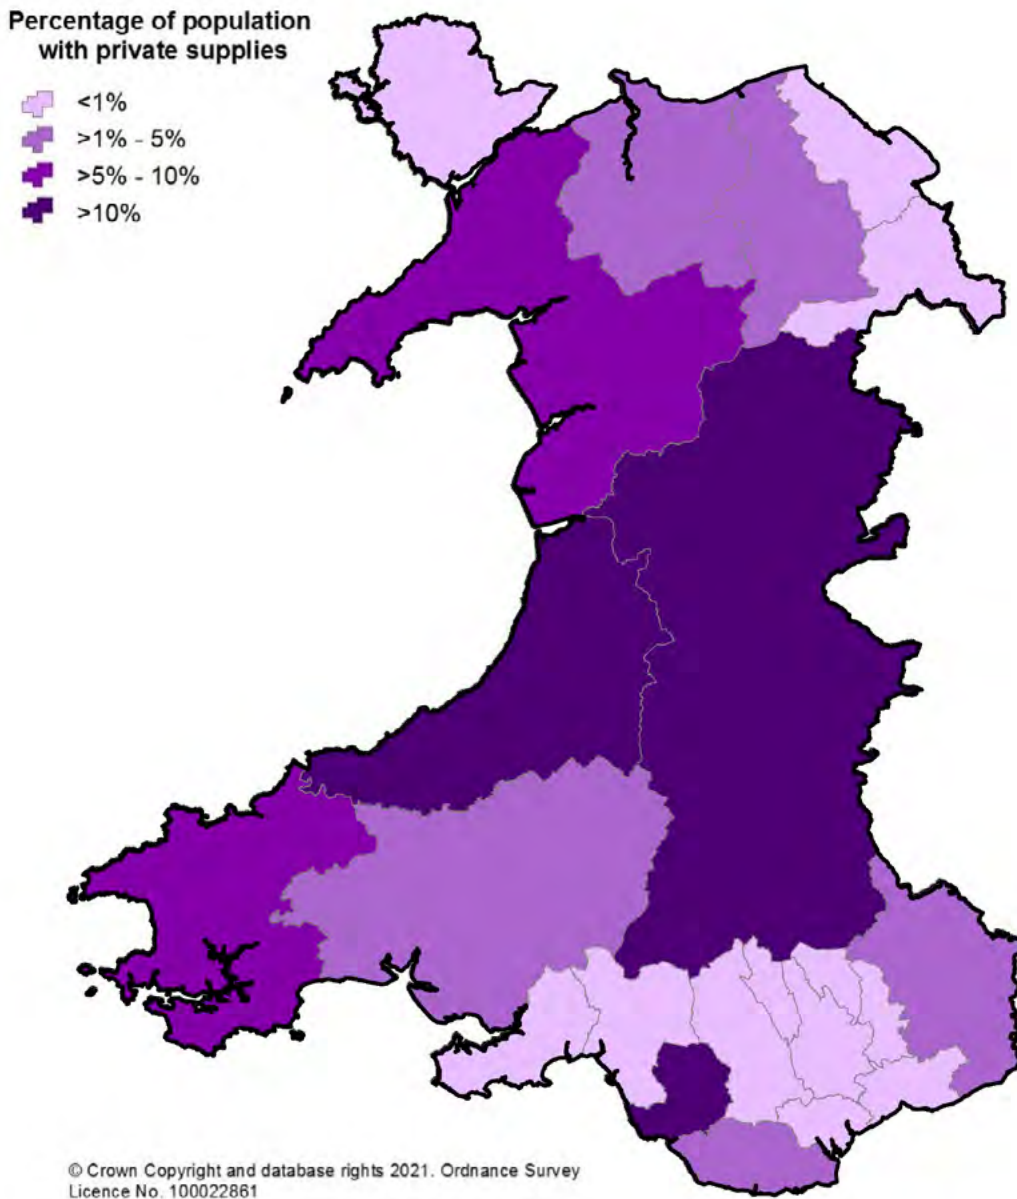 Percentage of population
with private supplies
<1%
>1% - 5%
>5% - 10%
>10%
© Crown Copyright and database rights 2021. Ordnance Survey
Licence No. 100022861